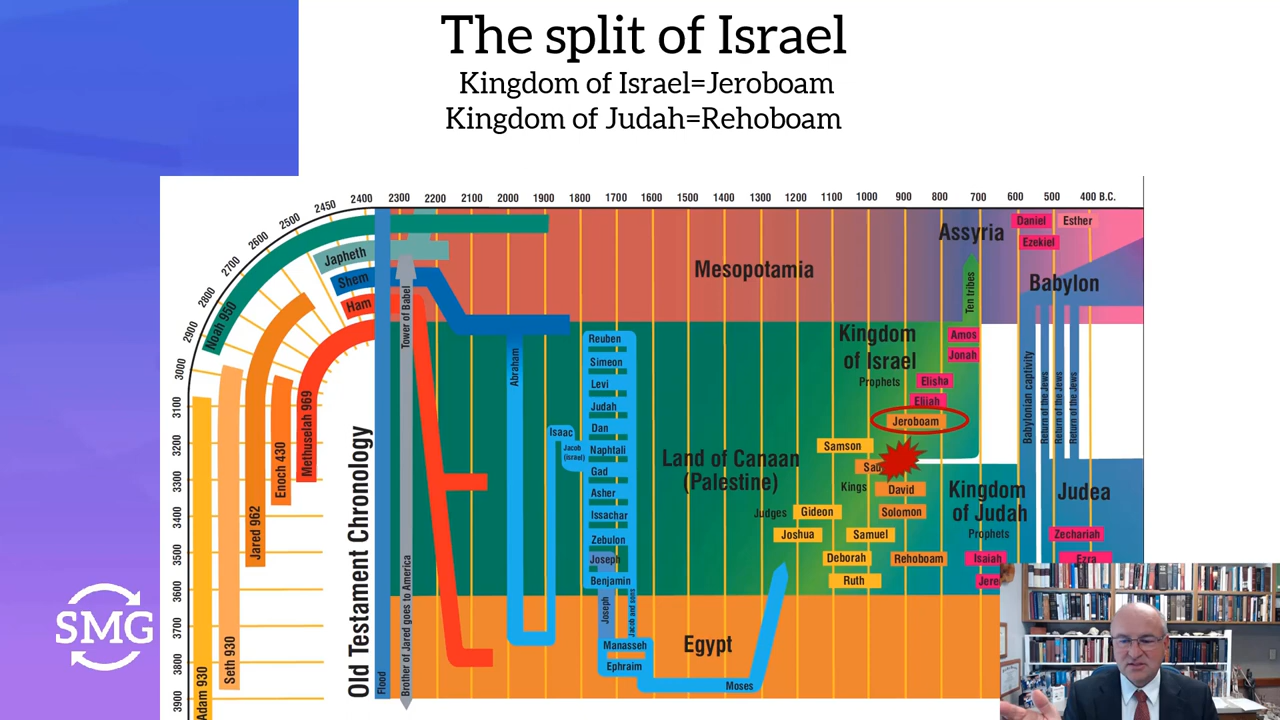 The split of Israel
Kingdom of Israel=Jeroboam
Kingdom of Judah=Rehoboam
2400 2300 2200 2100 2000 1900 1800 1700 1600 1500 1400 1300 1200 1100 1000 900 800 700 600 500 400 B.C.
2450
2500
2600
2700
2800
2900
3000
3100
3200
3300
3400
3500
3600
3700
3800
3900
Adam 930
Seth 930
Jared 962
Enoch 430
Methuselah 969
Noah 950
Japheth
Shem
Ham
Old Testament Chronology
Flood
Tower of Babel
Brother of Jared goes to America
Abraham
Isaac
Jacob
(Israel)
Reuben
Simeon
Levi
Judah
Dan
Naphtali
Gad
Asher
Issachar
Zebulon
Joseph
Benjamin
Joseph
Jacob and sons
Manasseh
Ephraim
Moses
Egypt
Mesopotamia
Land of Canaan
(Palestine)
Assyria
Ten tribes
Daniel
Esther
Ezekiel
Babylon
Kingdom
of Israel
Prophets
Amos
Jonah
Elisha
Elijah
Jeroboam
Samson
Kings
David
Solomon
Judges
Gideon
Joshua
Samuel
Deborah
Ruth
Rehoboam
Kingdom
of Judah
Prophets
Isaiah
Jere
Babylonian captivity
Return of the Jews
Return of the Jews
Return of the Jews
Judea
Zechariah
Ezra
SMG